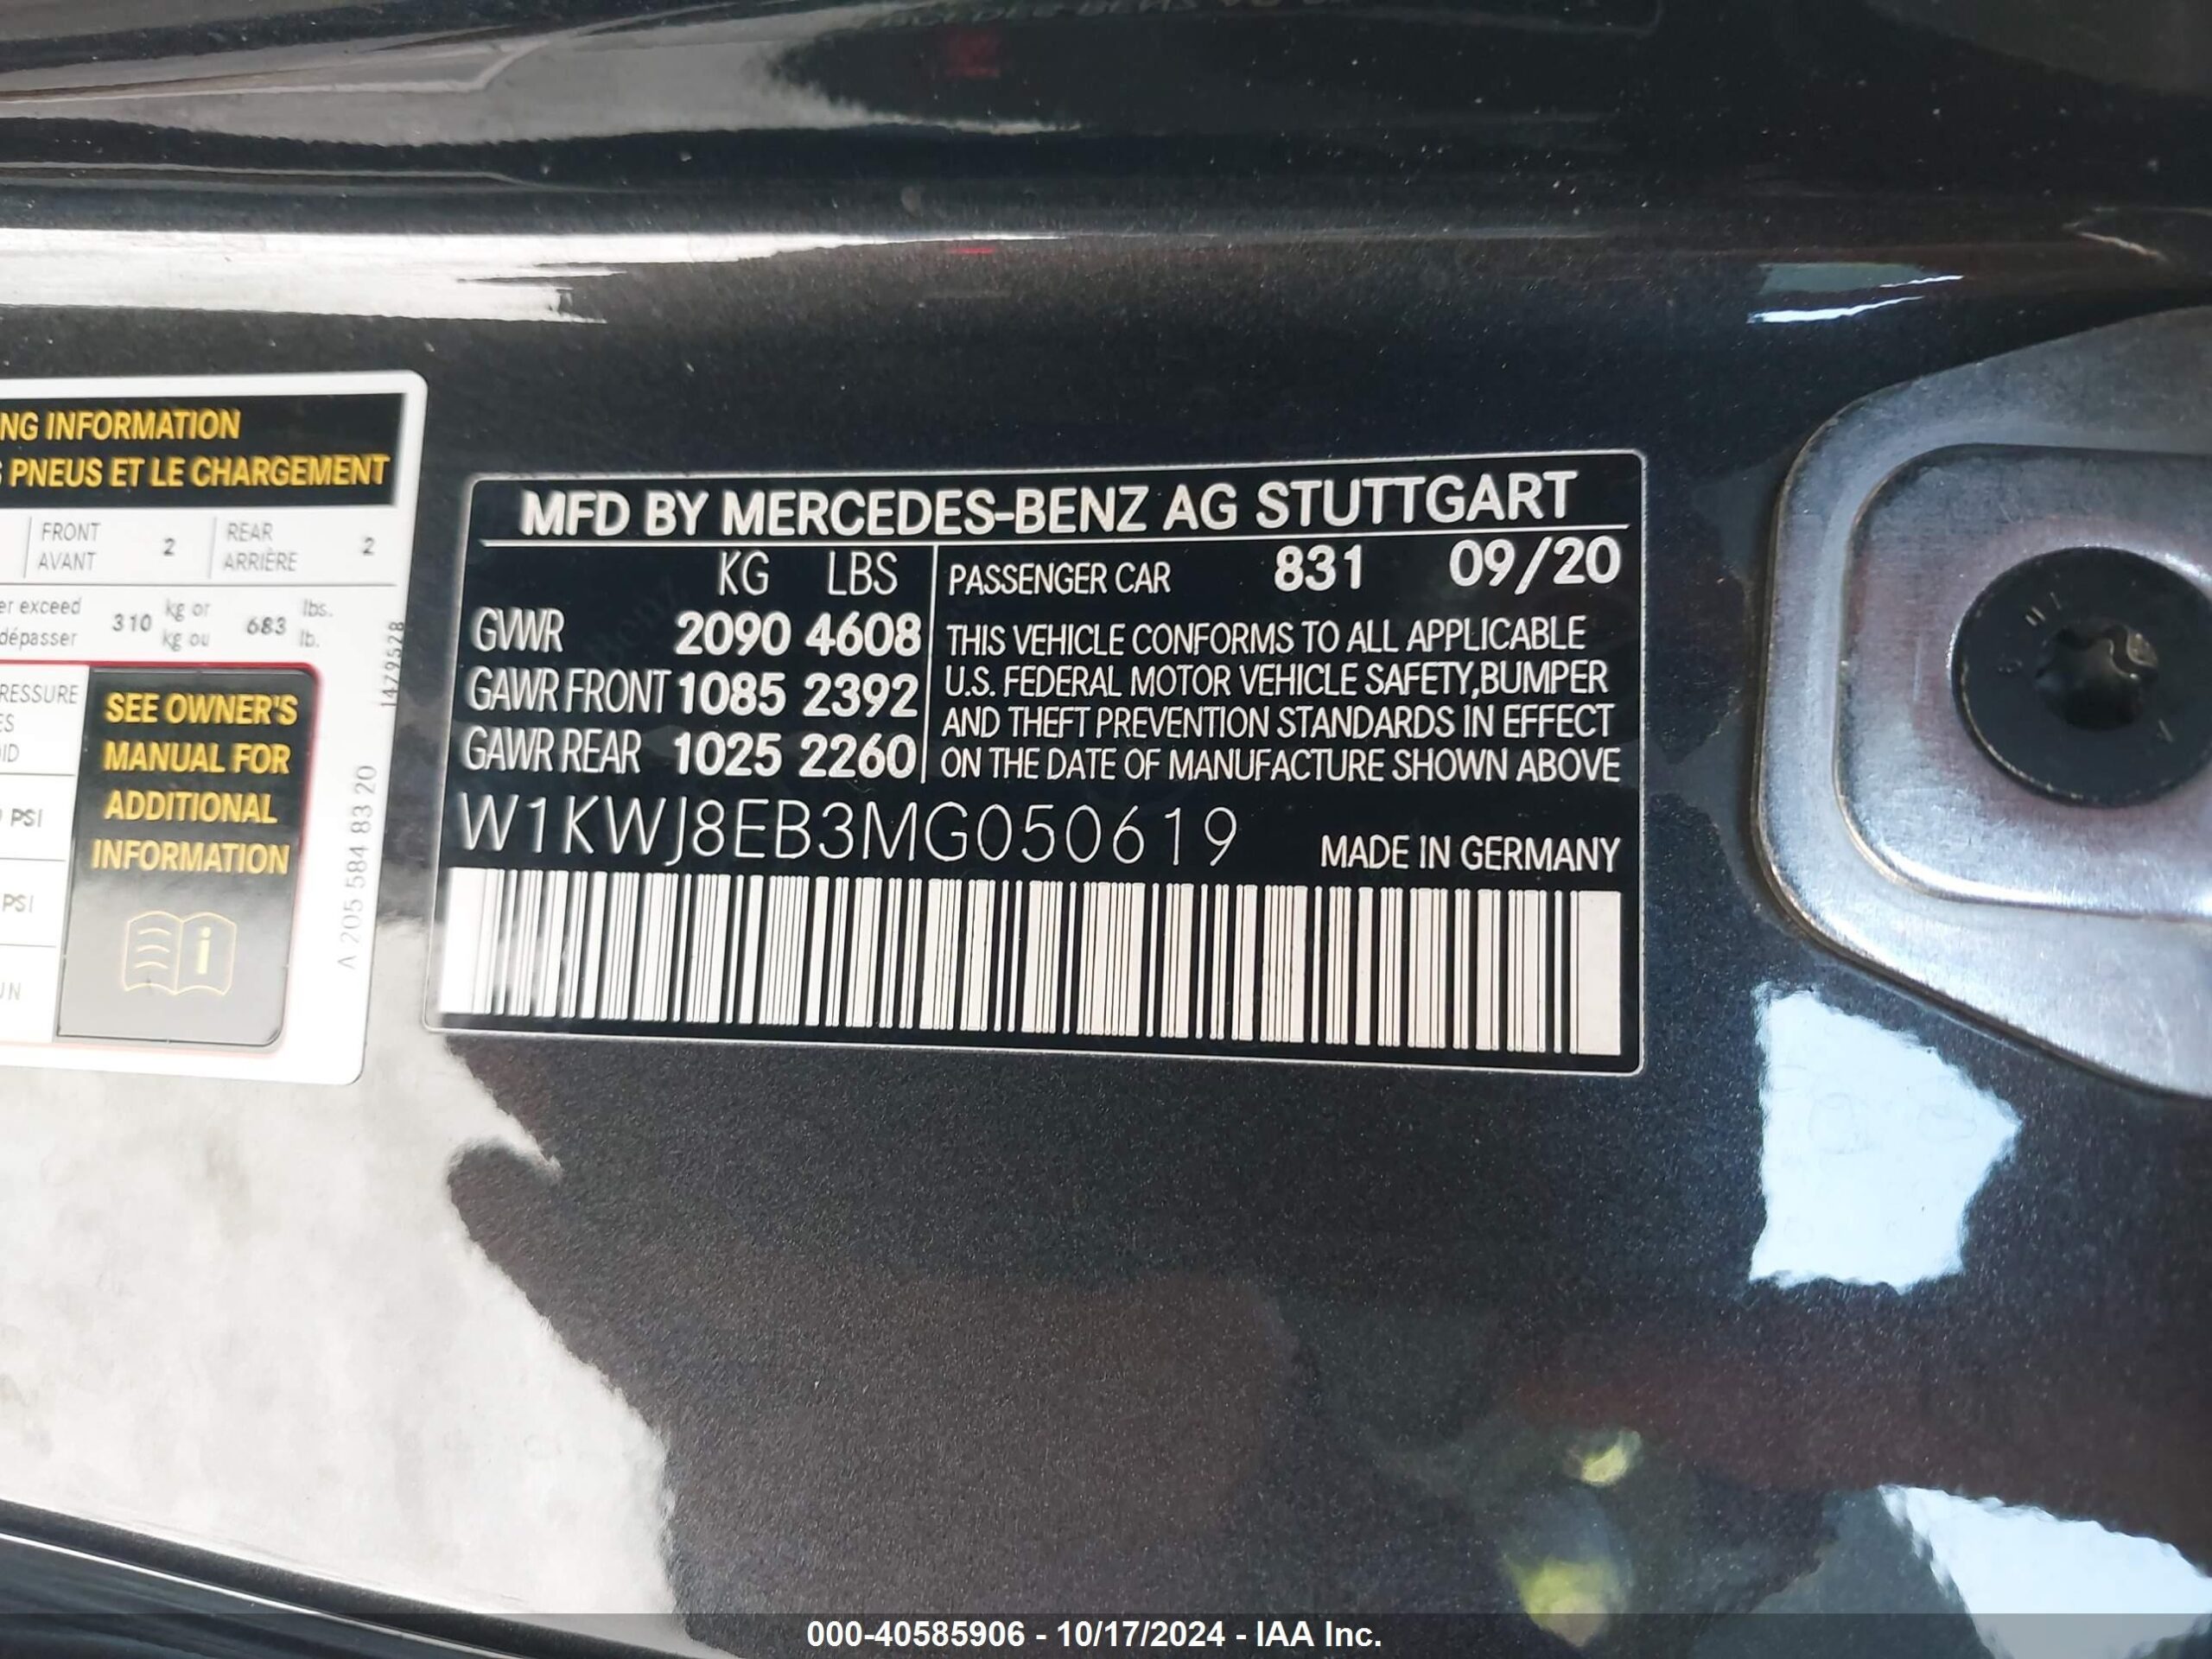 NG INFORMATION
PNEUS ET LE CHARGEMENT
FRONT
AVANT
2
REAR
ARRIÈRE
2
er exceed
dépasser
310
kg or
kg ou
683
lbs.
lb.
RESSURE
ES
ID
PSI
PSI
UN
SEE OWNER'S
MANUAL FOR
ADDITIONAL
INFORMATION
1479528
A 205 584 83 20
MFD BY MERCEDES-BENZ AG STUTTGART
KG LBS
GVWR 2090 4608
GAWR FRONT 1085 2392
GAWR REAR 1025 2260
PASSENGER CAR 831 09/20
THIS VEHICLE CONFORMS TO ALL APPLICABLE
U.S. FEDERAL MOTOR VEHICLE SAFETY,BUMPER
AND THEFT PREVENTION STANDARDS IN EFFECT
ON THE DATE OF MANUFACTURE SHOWN ABOVE
W1KWJ8EB3MG050619
MADE IN GERMANY
000-40585906 - 10/17/2024 - IAA Inc.